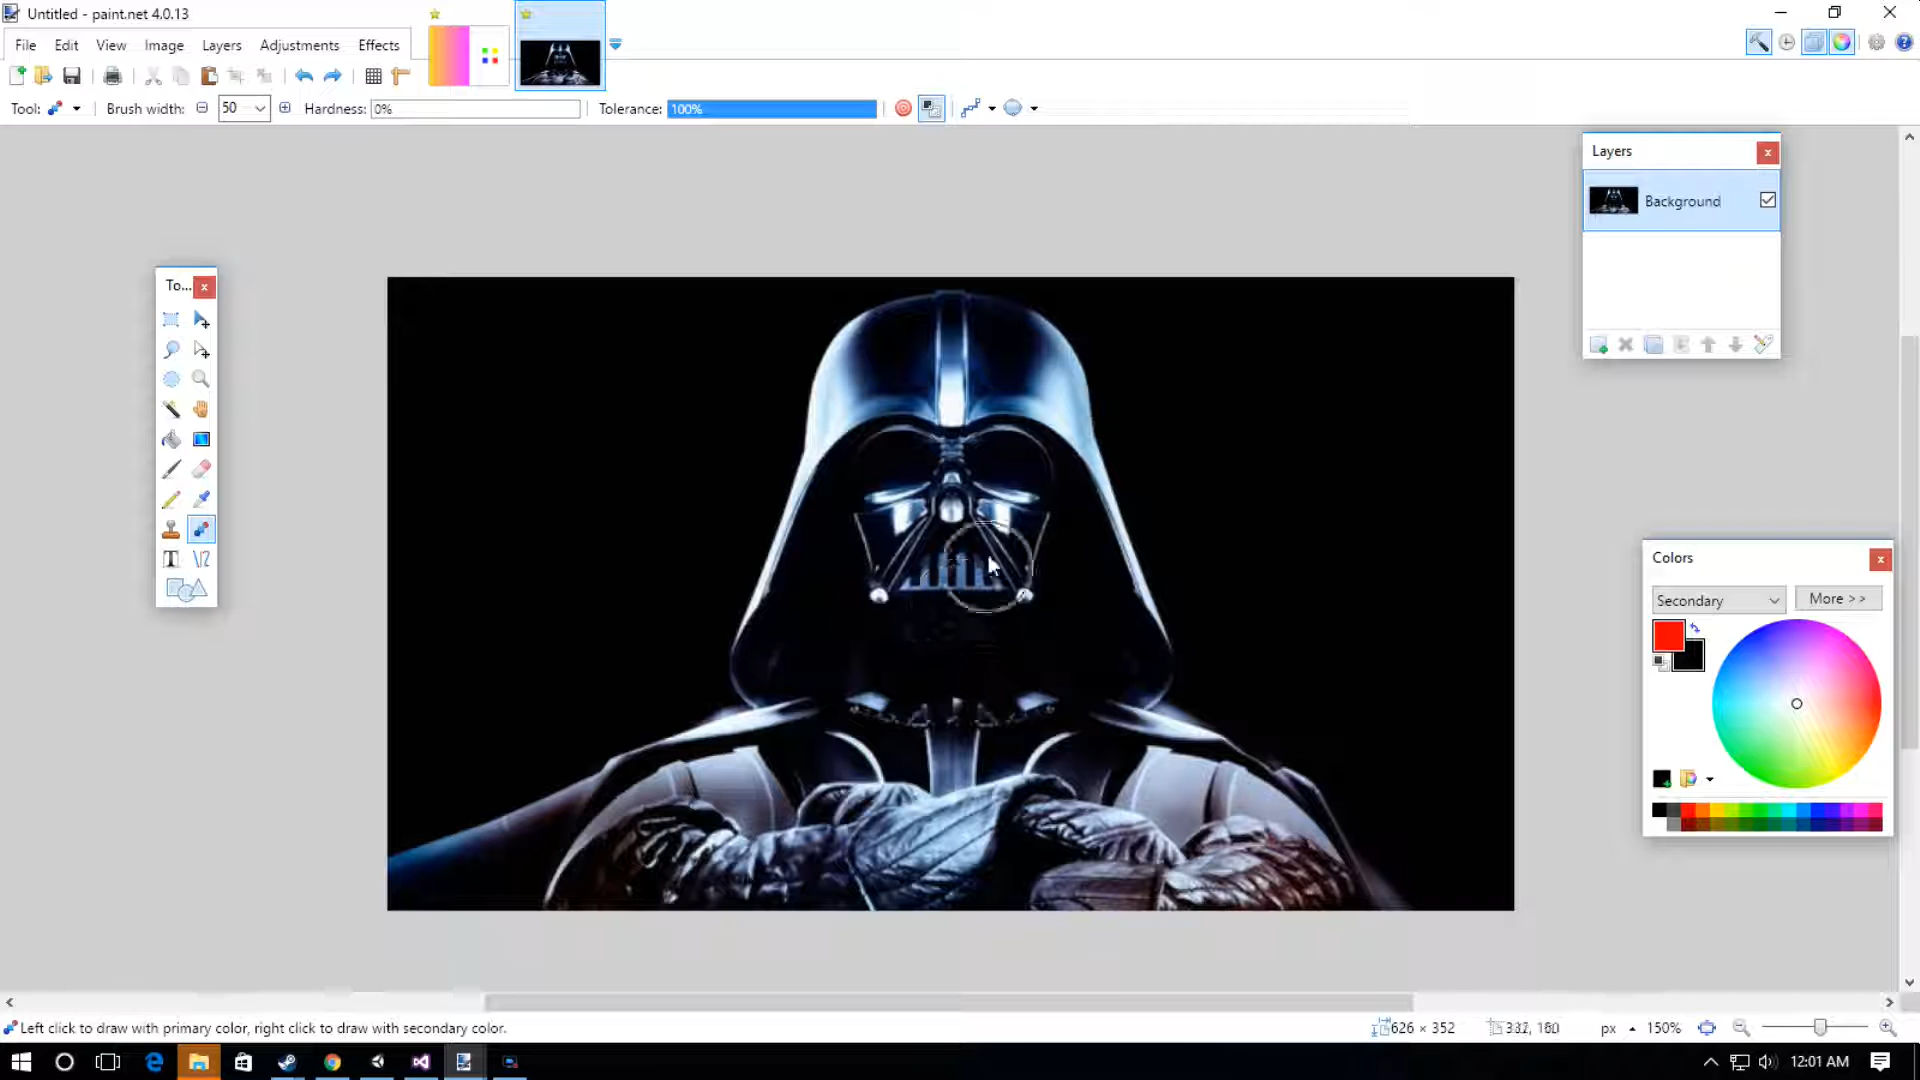 Untitled - paint.net 4.0.13
File Edit View Image Layers Adjustments Effects
Tool: Brush width: 50 Hardness: 0% Tolerance: 100%
Layers
Background
To...
Colors
Secondary More >>
Left click to draw with primary color, right click to draw with secondary color.
626 × 352 px 150%
12:01 AM